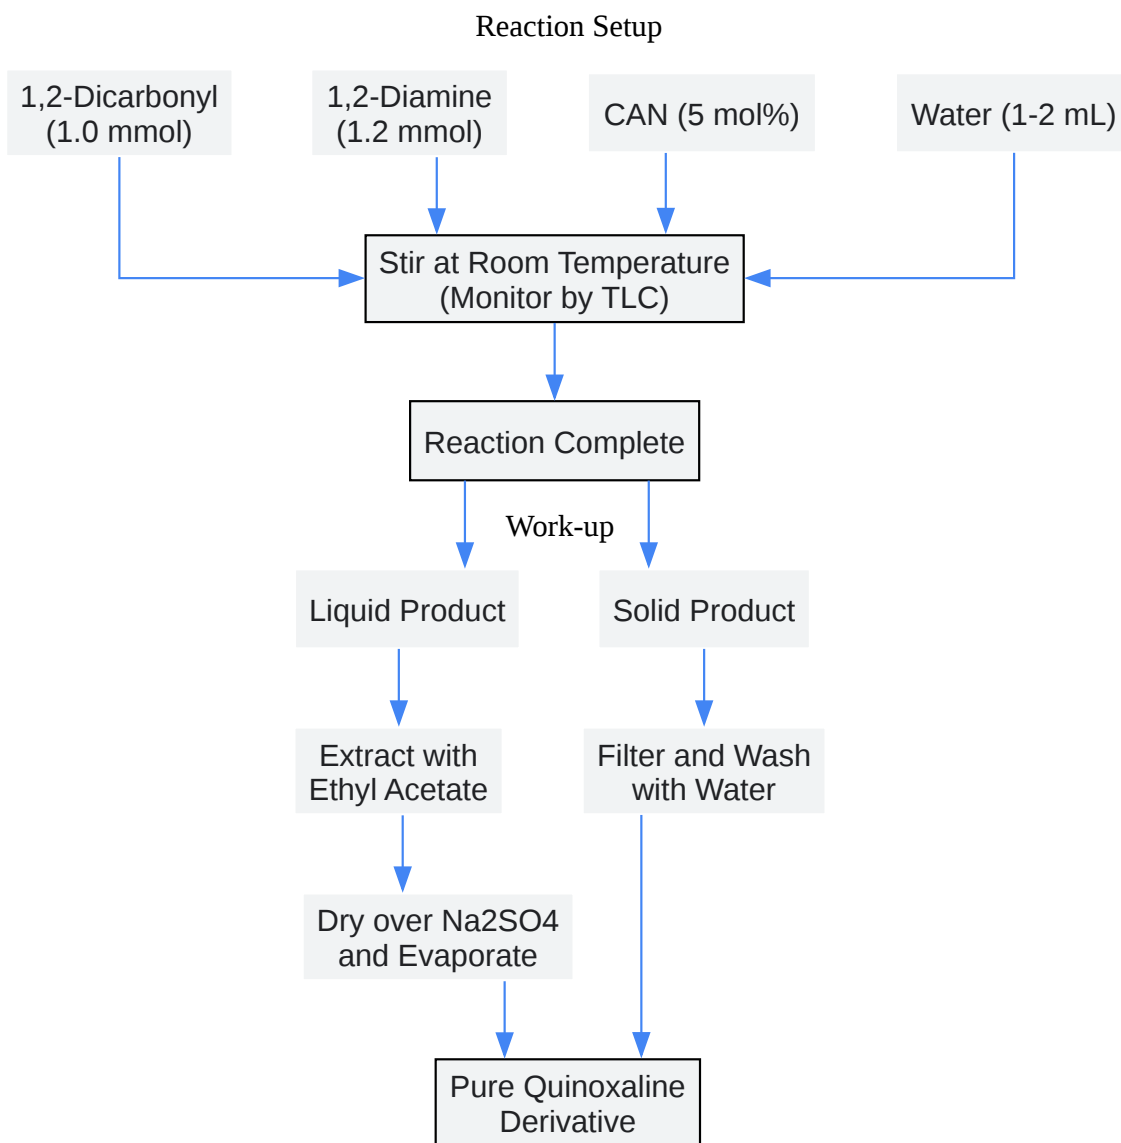 Reaction Setup
1,2-Dicarbonyl
(1.0 mmol)
1,2-Diamine
(1.2 mmol)
CAN (5 mol%)
Water (1-2 mL)
Stir at Room Temperature
(Monitor by TLC)
Reaction Complete
Work-up
Liquid Product
Solid Product
Extract with
Ethyl Acetate
Filter and Wash
with Water
Dry over Na2SO4
and Evaporate
Pure Quinoxaline
Derivative